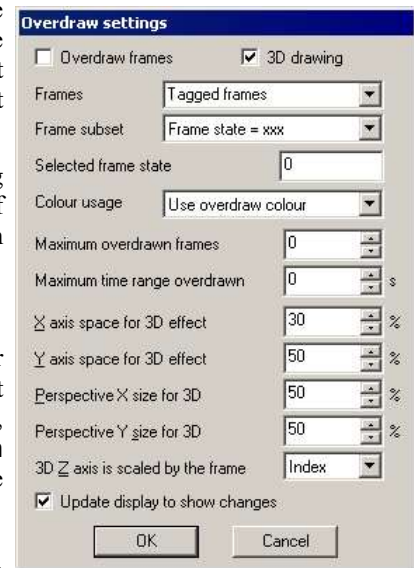 Overdraw settings
Overdraw frames 3D drawing
Frames Tagged frames
Frame subset Frame state = xxx
Selected frame state 0
Colour usage Use overdraw colour
Maximum overdrawn frames 0
Maximum time range overdrawn 0 s
X axis space for 3D effect 30 %
Y axis space for 3D effect 50 %
Perspective X size for 3D 50 %
Perspective Y size for 3D 50 %
3D Z axis is scaled by the frame Index
Update display to show changes
OK Cancel